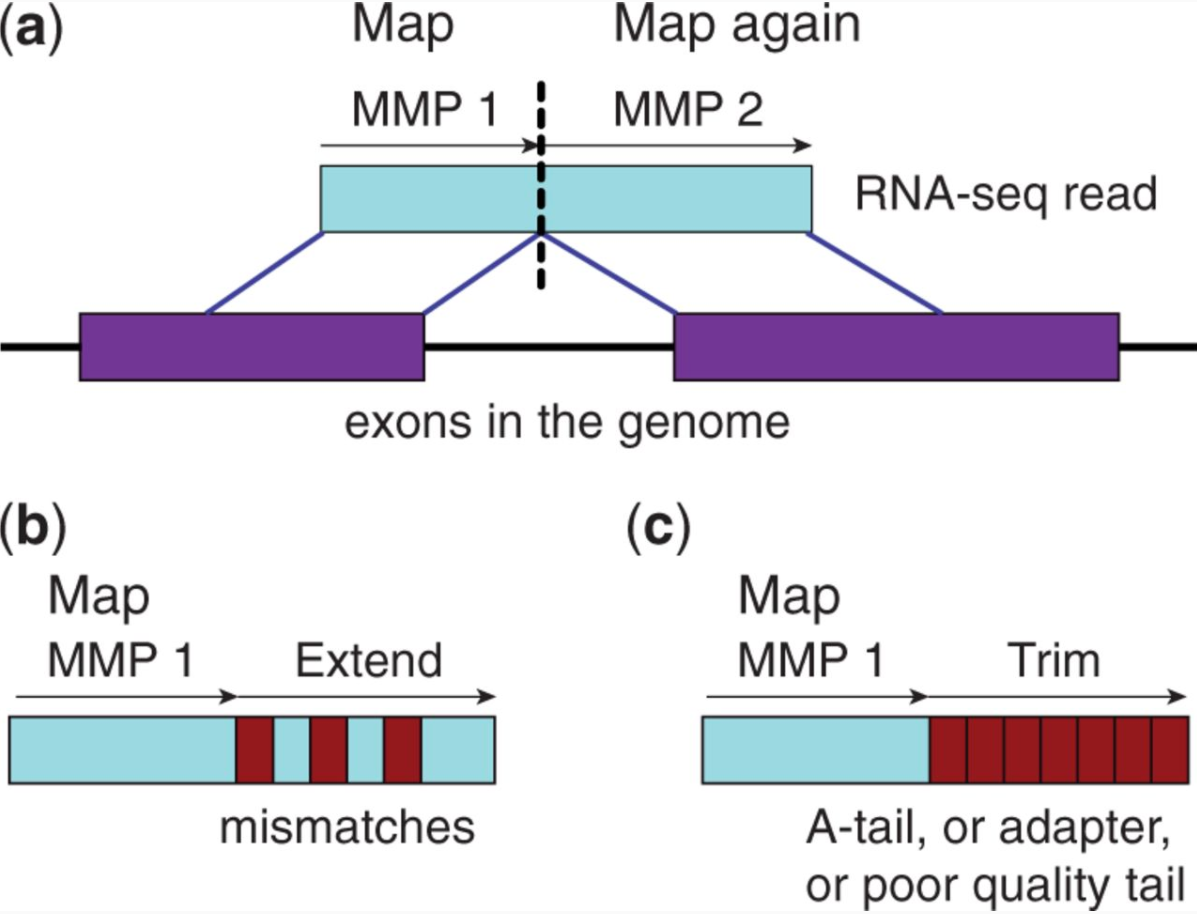 (a)
Map Map again
MMP 1 MMP 2
RNA-seq read
exons in the genome
(b)
Map
MMP 1 Extend
mismatches
(c)
Map
MMP 1 Trim
A-tail, or adapter,
or poor quality tail